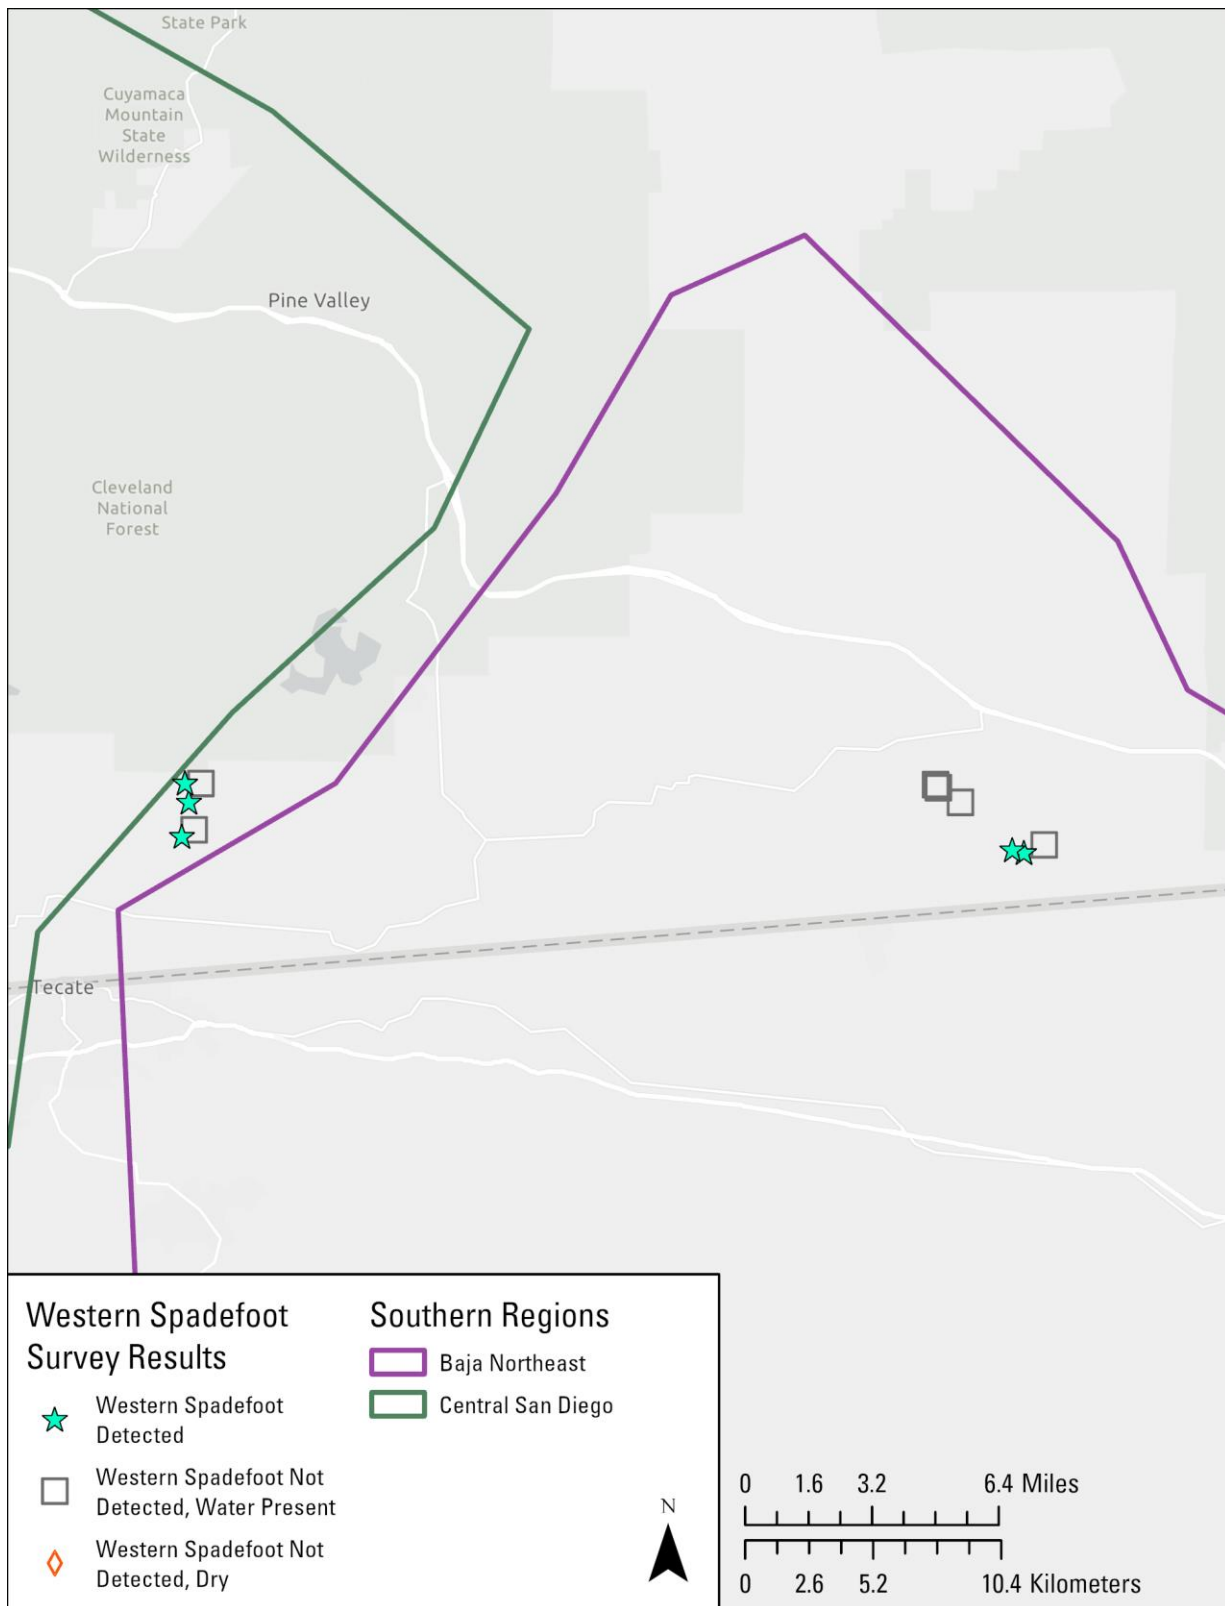 State Park
Cuyamaca
Mountain
State
Wilderness
Pine Valley
Cleveland
National
Forest
Tecate
Western Spadefoot
Survey Results
Western Spadefoot
Detected
Western Spadefoot Not
Detected, Water Present
Western Spadefoot Not
Detected, Dry
Southern Regions
Baja Northeast
Central San Diego
N
0 1.6 3.2 6.4 Miles
0 2.6 5.2 10.4 Kilometers